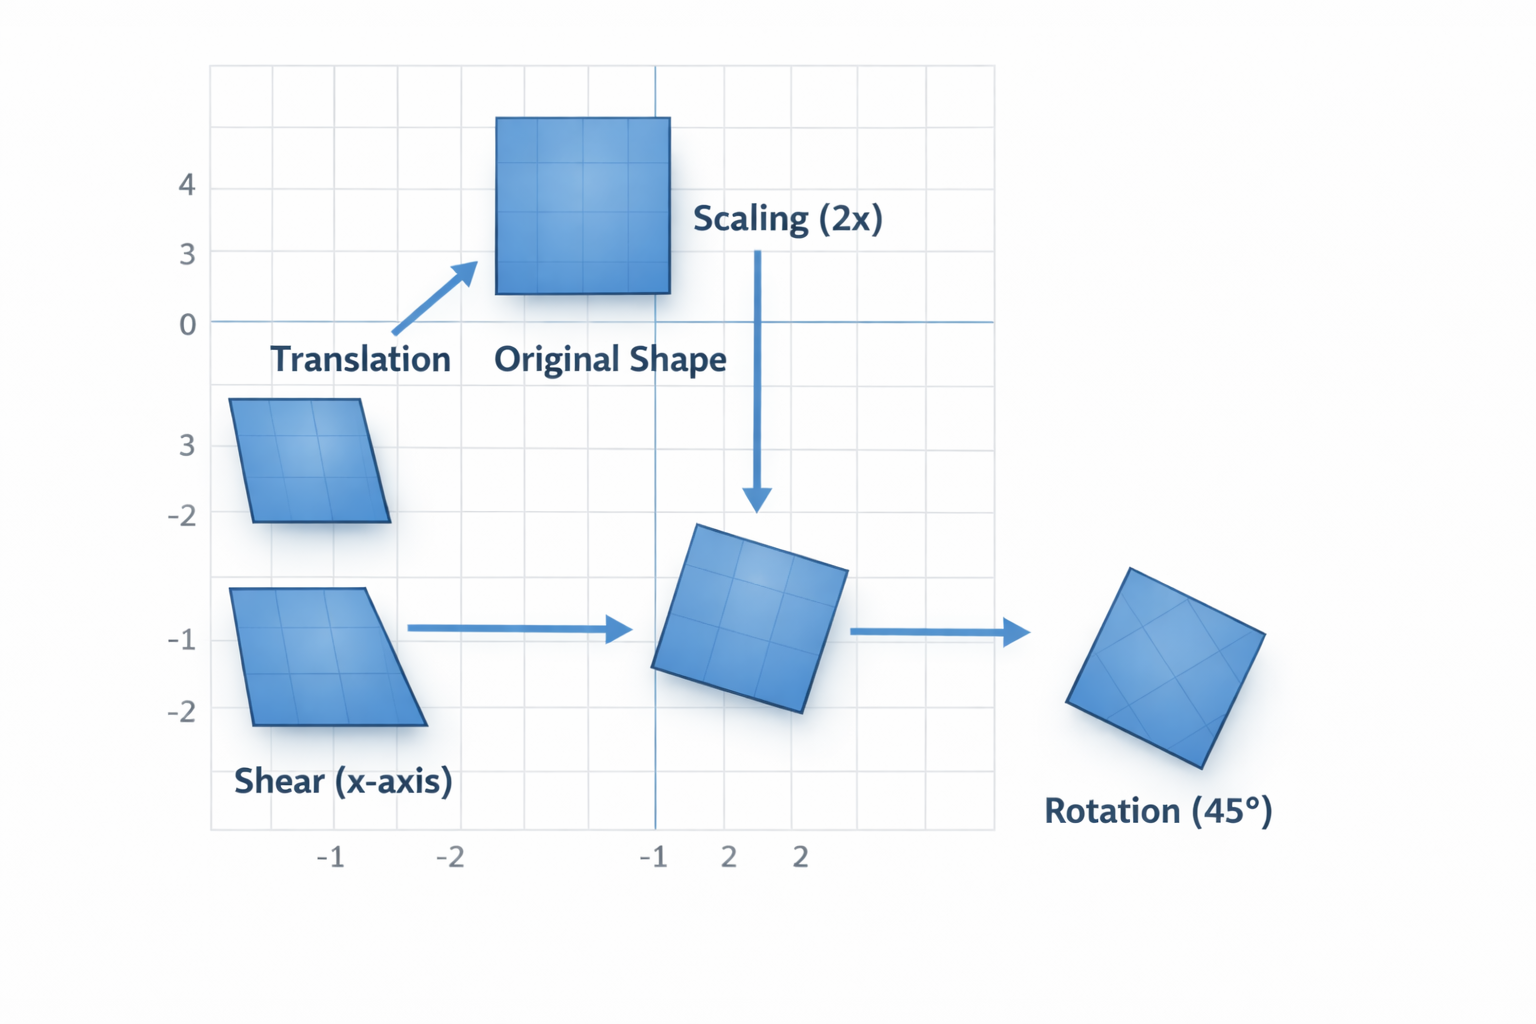 4
Scaling (2x)
3
0
Translation
Original Shape
3
-2
-1
-2
Shear (x-axis)
Rotation (45°)
-1 -2 -1 2 2